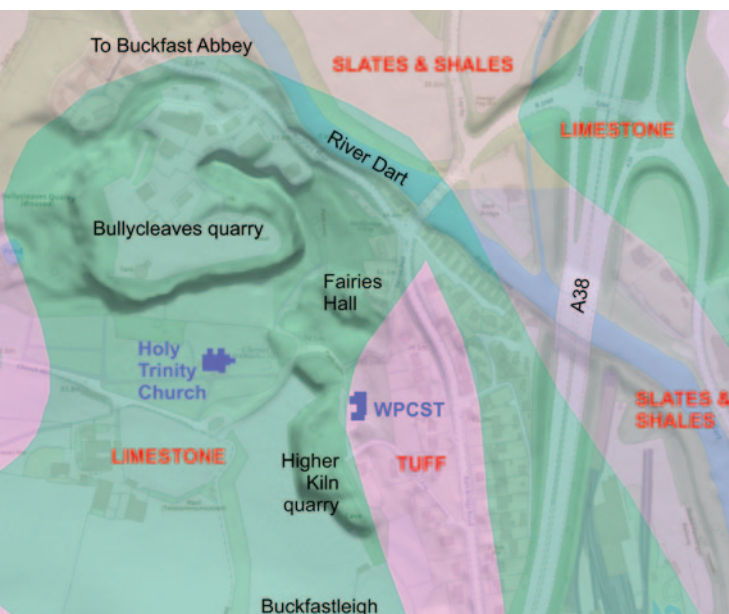 To Buckfast Abbey
SLATES & SHALES
LIMESTONE
River Dart
Bullycleaves quarry
Fairies
Hall
A38
Holy
Trinity
Church
WPCST
SLATES &
SHALES
LIMESTONE
TUFF
Higher
Kiln
quarry
Buckfastleigh